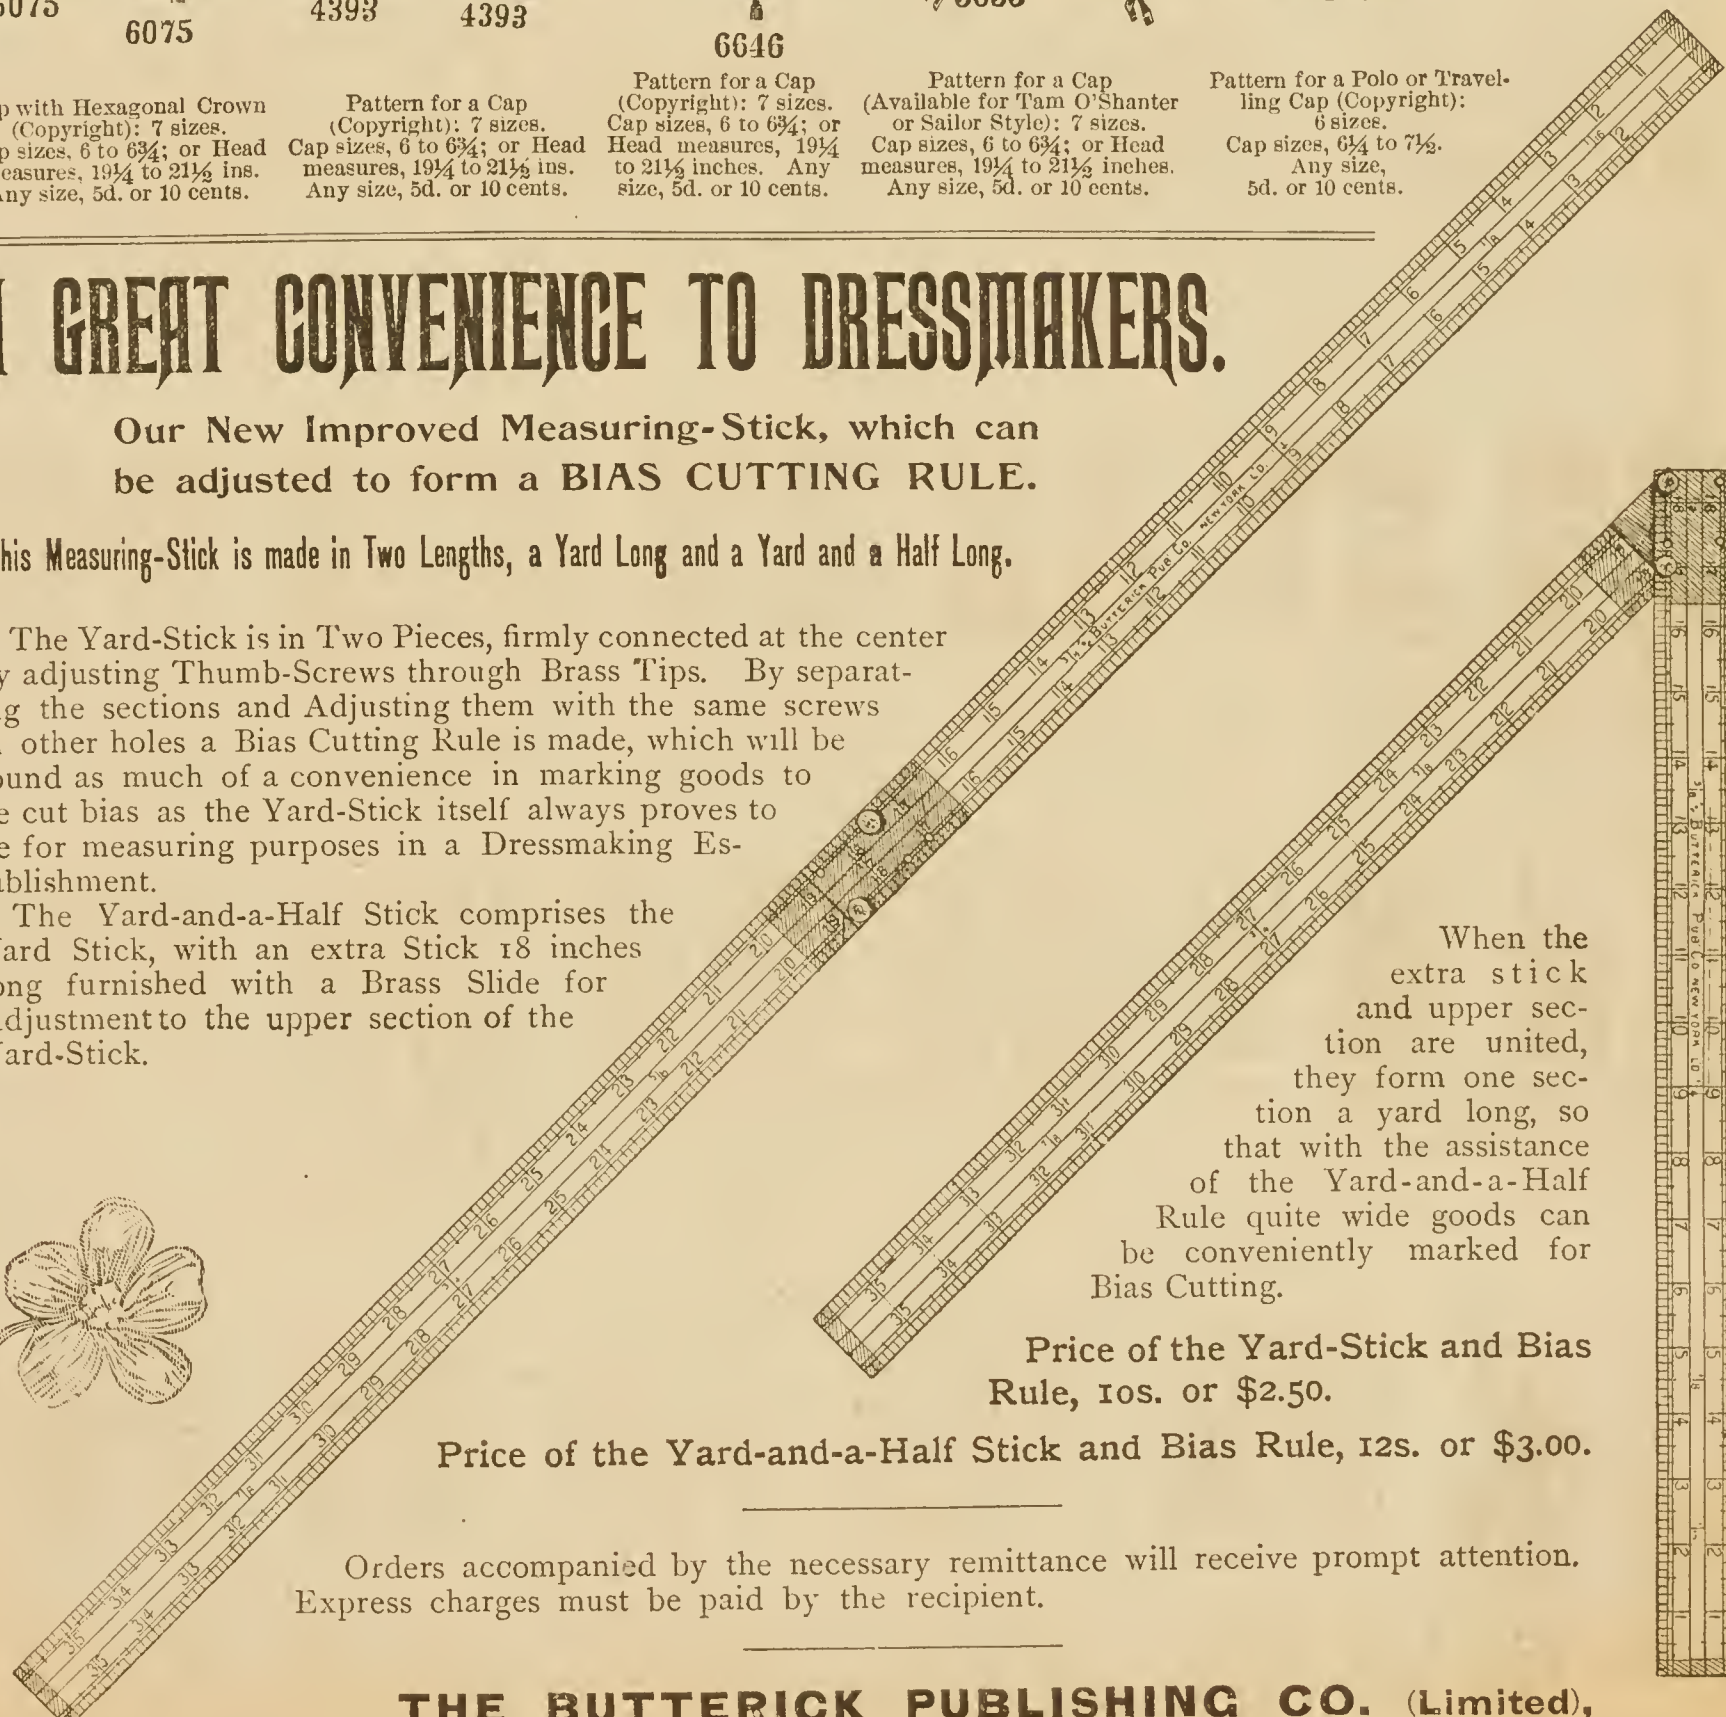 6075
4393
4393
6646
with Hexagonal Crown
(Copyright): 7 sizes.
sizes, 6 to 6¾; or Head
easures, 19¼ to 21½ ins.
ny size, 5d. or 10 cents.
Pattern for a Cap
(Copyright): 7 sizes.
Cap sizes, 6 to 6¾; or Head
measures, 19¼ to 21½ ins.
Any size, 5d. or 10 cents.
Pattern for a Cap
(Copyright): 7 sizes.
Cap sizes, 6 to 6¾; or
Head measures, 19¼
to 21½ inches. Any
size, 5d. or 10 cents.
Pattern for a Cap
(Available for Tam O'Shanter
or Sailor Style): 7 sizes.
Cap sizes, 6 to 6¾; or Head
measures, 19¼ to 21½ inches.
Any size, 5d. or 10 cents.
Pattern for a Polo or Travel-
ling Cap (Copyright):
6 sizes.
Cap sizes, 6¼ to 7½.
Any size,
5d. or 10 cents.
GREAT CONVENIENCE TO DRESSMAKERS.
Our New Improved Measuring-Stick, which can
be adjusted to form a BIAS CUTTING RULE.
his Measuring-Stick is made in Two Lengths, a Yard Long and a Yard and a Half Long.
The Yard-Stick is in Two Pieces, firmly connected at the center
y adjusting Thumb-Screws through Brass Tips. By separat-
g the sections and Adjusting them with the same screws
other holes a Bias Cutting Rule is made, which will be
ound as much of a convenience in marking goods to
e cut bias as the Yard-Stick itself always proves to
e for measuring purposes in a Dressmaking Es-
ablishment.
The Yard-and-a-Half Stick comprises the
ard Stick, with an extra Stick 18 inches
ong furnished with a Brass Slide for
djustment to the upper section of the
ard-Stick.
BUTTERICK PUB. CO. NEW YORK LD.
BUTTERICK PUB CO NEW YORK LD
When the
extra stick
and upper sec-
tion are united,
they form one sec-
tion a yard long, so
that with the assistance
of the Yard-and-a-Half
Rule quite wide goods can
be conveniently marked for
Bias Cutting.
Price of the Yard-Stick and Bias
Rule, 10s. or $2.50.
Price of the Yard-and-a-Half Stick and Bias Rule, 12s. or $3.00.
Orders accompanied by the necessary remittance will receive prompt attention.
Express charges must be paid by the recipient.
THE BUTTERICK PUBLISHING CO. (Limited),